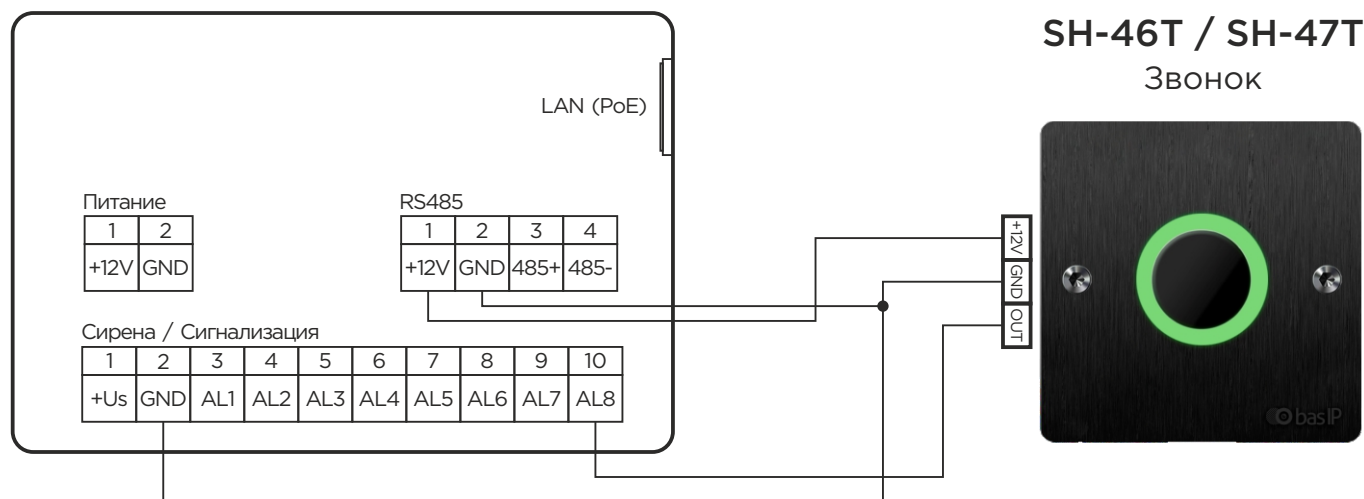 SH-46T / SH-47T
Звонок
LAN (PoE)
Питание
1 2
+12V GND
RS485
1 2 3 4
+12V GND 485+ 485-
+12V
GND
OUT
Сирена / Сигнализация
1 2 3 4 5 6 7 8 9 10
+Us GND AL1 AL2 AL3 AL4 AL5 AL6 AL7 AL8
basIP